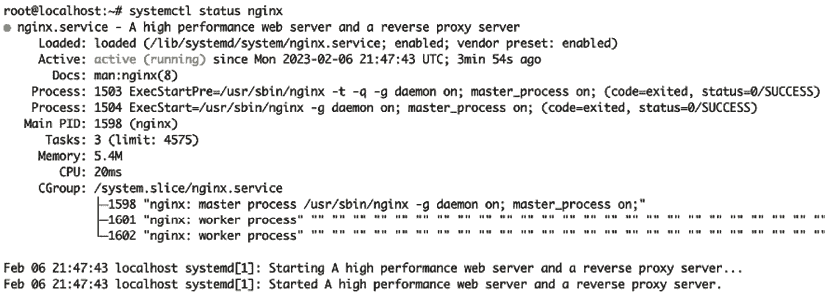 root@localhost:~# systemctl status nginx
● nginx.service - A high performance web server and a reverse proxy server
Loaded: loaded (/lib/systemd/system/nginx.service; enabled; vendor preset: enabled)
Active: active (running) since Mon 2023-02-06 21:47:43 UTC; 3min 54s ago
Docs: man:nginx(8)
Process: 1503 ExecStartPre=/usr/sbin/nginx -t -q -g daemon on; master_process on; (code=exited, status=0/SUCCESS)
Process: 1504 ExecStart=/usr/sbin/nginx -g daemon on; master_process on; (code=exited, status=0/SUCCESS)
Main PID: 1598 (nginx)
Tasks: 3 (limit: 4575)
Memory: 5.4M
CPU: 20ms
CGroup: /system.slice/nginx.service
├─1598 "nginx: master process /usr/sbin/nginx -g daemon on; master_process on;"
├─1601 "nginx: worker process" "" "" "" "" "" "" "" "" "" "" "" "" "" "" "" "" "" "" "" "" "" "" "" "" "" ""
└─1602 "nginx: worker process" "" "" "" "" "" "" "" "" "" "" "" "" "" "" "" "" "" "" "" "" "" "" "" "" "" ""
Feb 06 21:47:43 localhost systemd[1]: Starting A high performance web server and a reverse proxy server...
Feb 06 21:47:43 localhost systemd[1]: Started A high performance web server and a reverse proxy server.